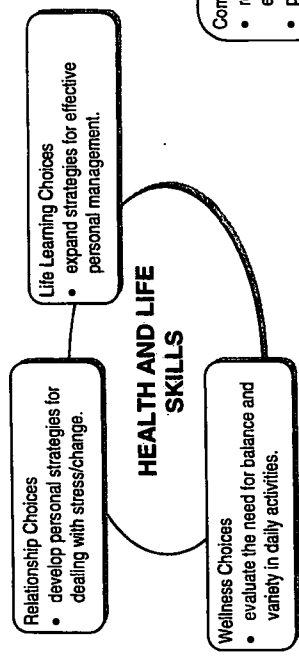 Relationship Choices
• develop personal strategies for
dealing with stress/change.
Life Learning Choices
• expand strategies for effective
personal management.
HEALTH AND LIFE
SKILLS
Wellness Choices
• evaluate the need for balance and
variety in daily activities.
Com
•
•